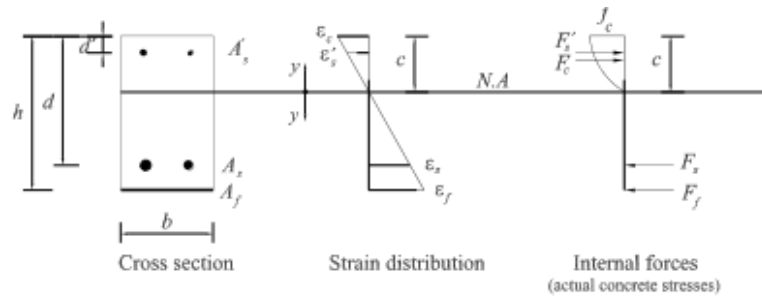 d'
h
d
A's
As
Af
b
Cross section
εc
ε's
y
y
c
εs
εf
Strain distribution
N.A
fc
F's
Fc
c
Fs
Ff
Internal forces
(actual concrete stresses)